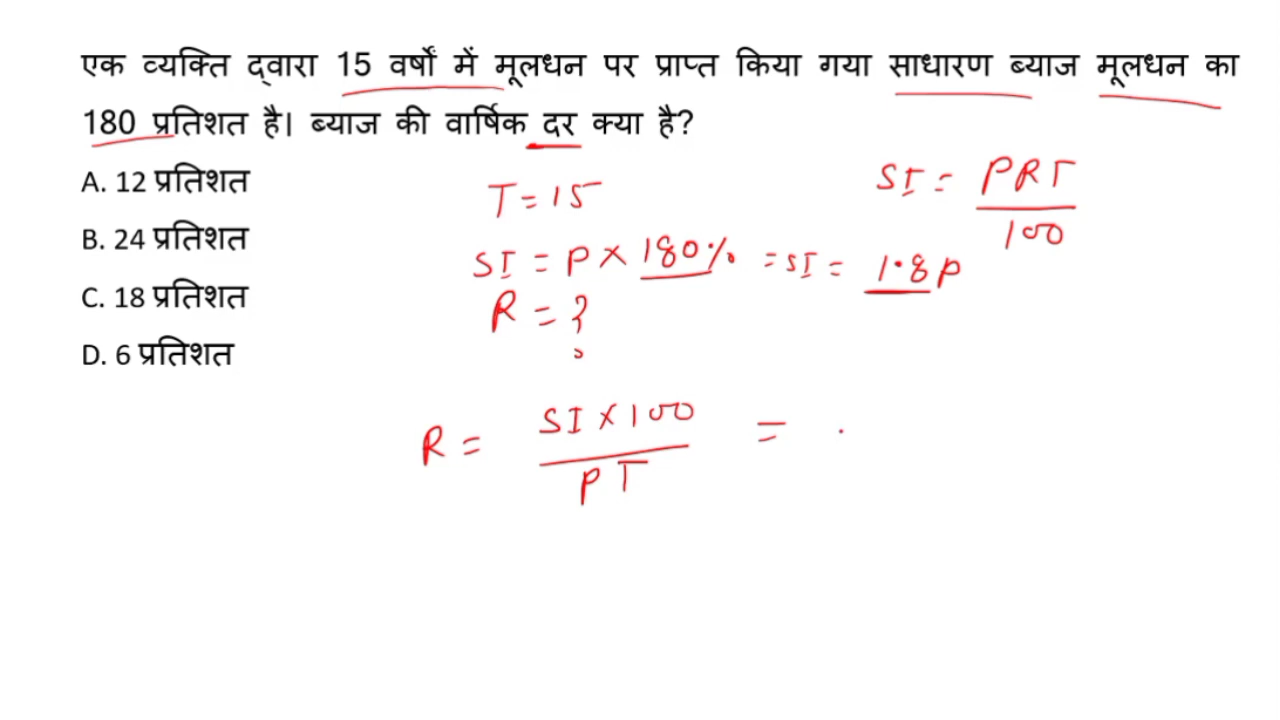 एक व्यक्ति द्वारा 15 वर्षों में मूलधन पर प्राप्त किया गया साधारण ब्याज मूलधन का
180 प्रतिशत है। ब्याज की वार्षिक दर क्या है?
A. 12 प्रतिशत
B. 24 प्रतिशत
C. 18 प्रतिशत
D. 6 प्रतिशत
T = 15
SI = PRT
100
SI = P × 180% = SI = 1.8P
R = ?
R = SI × 100 =
PT